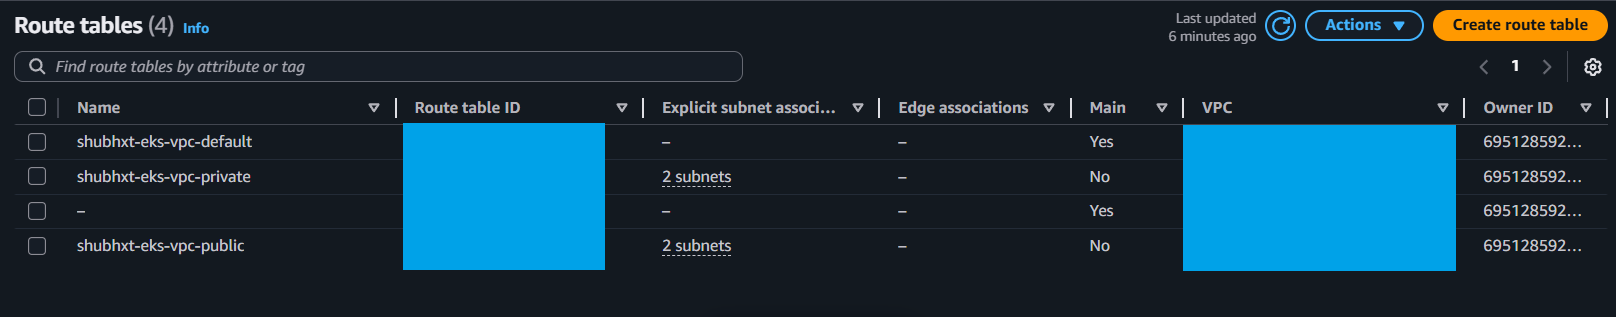 Route tables (4) Info
Last updated
6 minutes ago
Actions
Create route table
Find route tables by attribute or tag
1
Name Route table ID Explicit subnet associ... Edge associations Main VPC Owner ID
shubhxt-eks-vpc-default – – Yes 695128592...
shubhxt-eks-vpc-private 2 subnets – No 695128592...
– – – Yes 695128592...
shubhxt-eks-vpc-public 2 subnets – No 695128592...